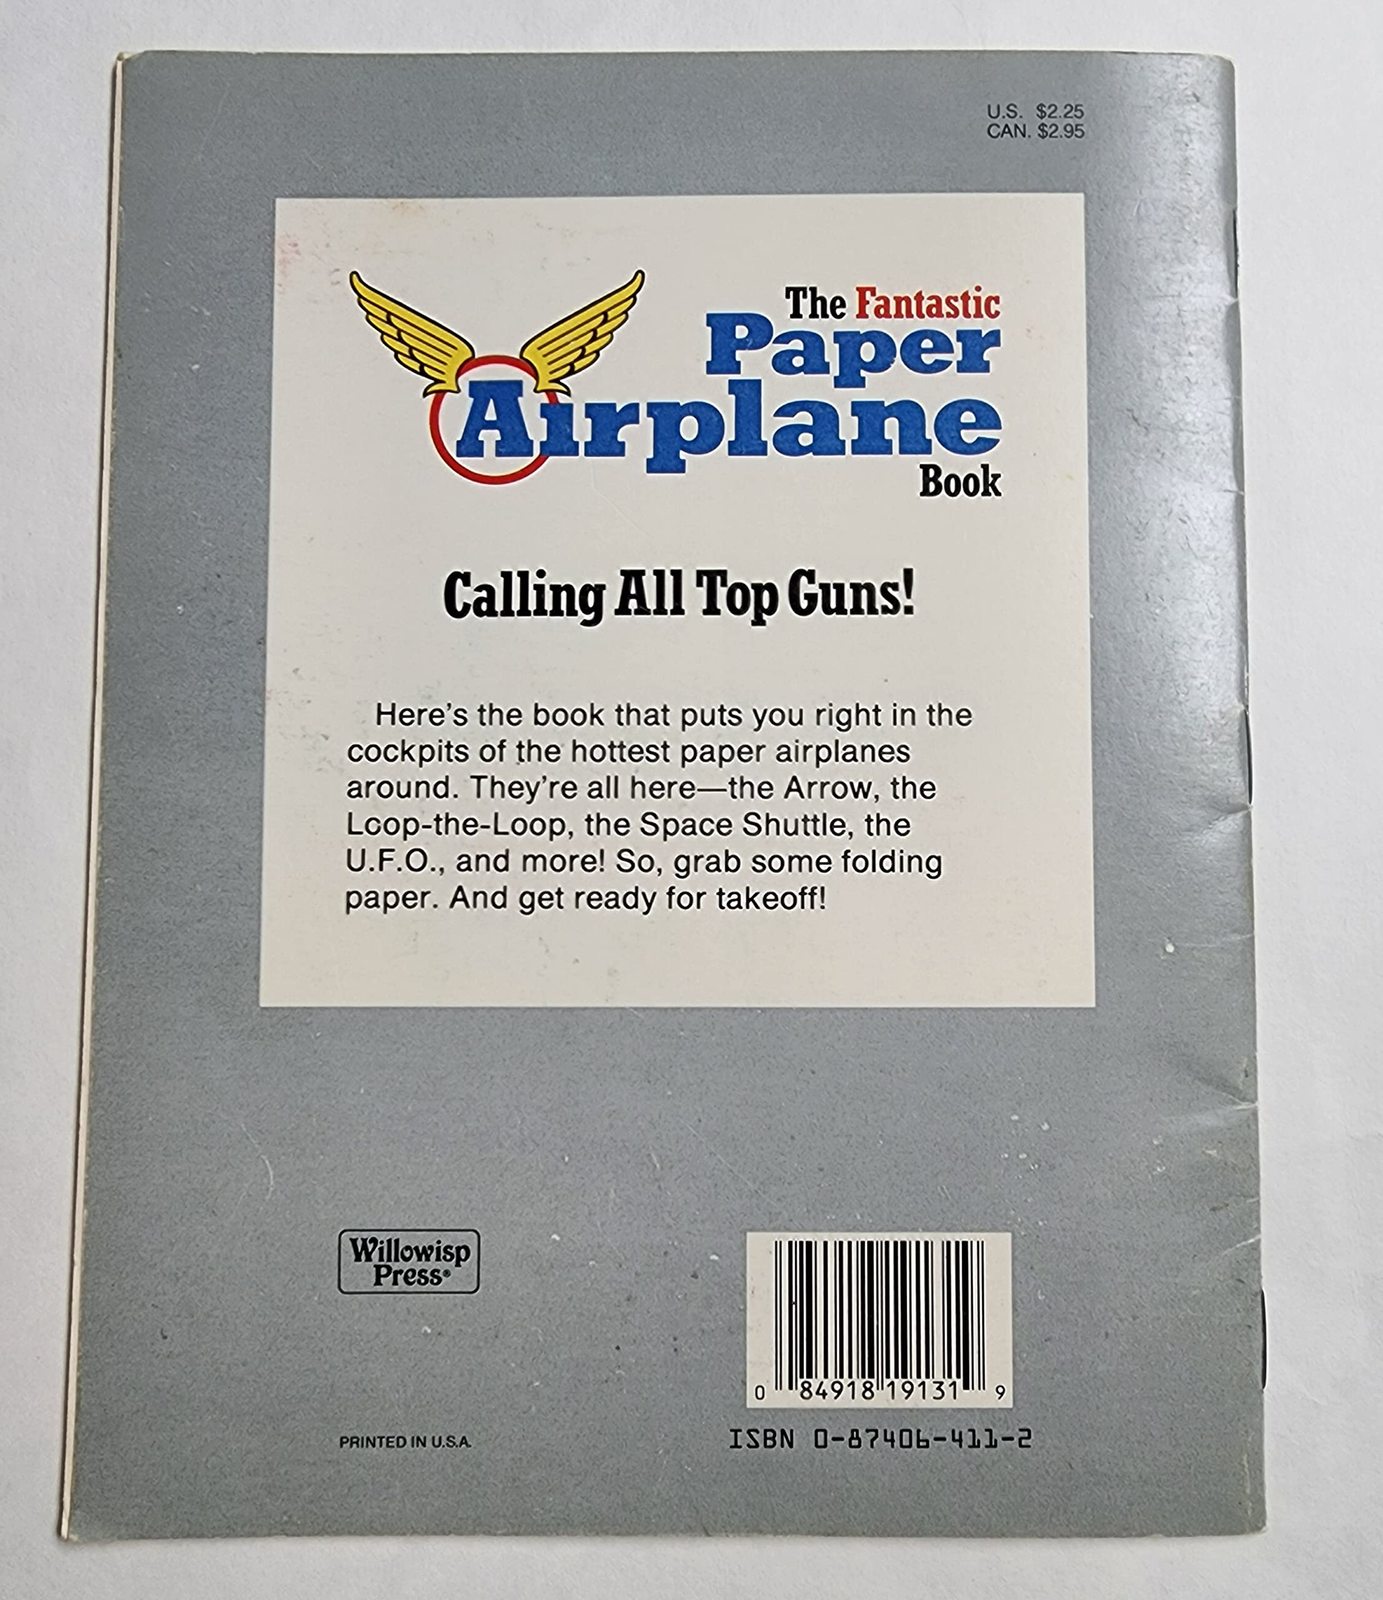 U.S. $2.25
CAN. $2.95
The Fantastic
Paper
Airplane
Book
Calling All Top Guns!
Here's the book that puts you right in the
cockpits of the hottest paper airplanes
around. They're all here—the Arrow, the
Loop-the-Loop, the Space Shuttle, the
U.F.O., and more! So, grab some folding
paper. And get ready for takeoff!
Willowisp
Press®
0 84918 19131 9
PRINTED IN U.S.A.
ISBN 0-87406-411-2